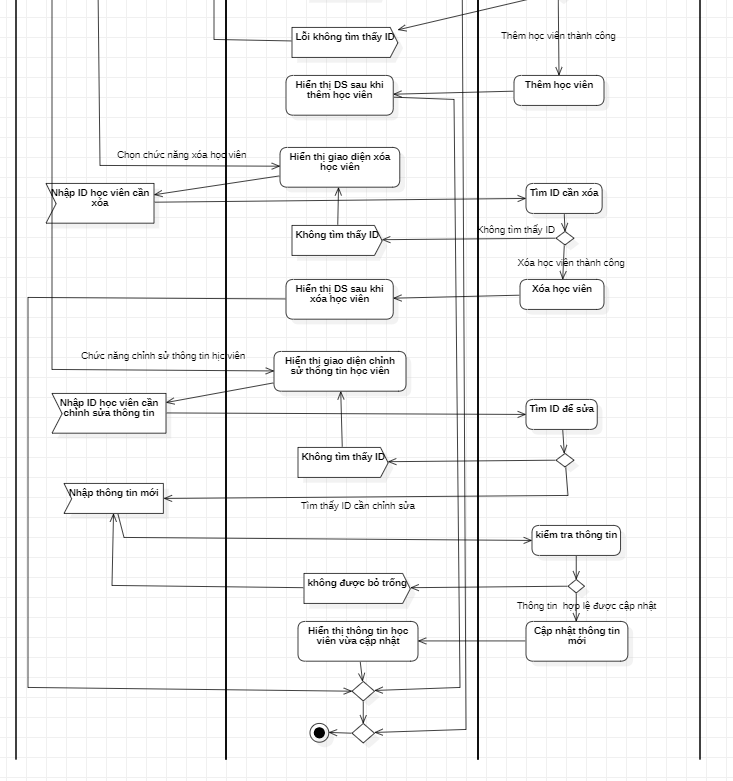 Lỗi không tìm thấy ID
Thêm học viên thành công
Hiển thị DS sau khi
thêm học viên
Thêm học viên
Chọn chức năng xóa học viên
Hiển thị giao diện xóa
học viên
Nhập ID học viên cần
xỏa
Tìm ID cần xóa
Không tìm thấy ID
Không tìm thấy ID
Xóa học viên thành công
Hiển thị DS sau khi
xóa học viên
Xóa học viên
Chức năng chỉnh sử thông tin học viên
Hiển thị giao diện chỉnh
sử thông tin học viên
Nhập ID học viên cần
chỉnh sửa thông tin
Tìm ID để sửa
Không tìm thấy ID
Nhập thông tin mới
Tìm thấy ID cần chỉnh sửa
kiểm tra thông tin
không được bỏ trống
Thông tin hợp lệ được cập nhật
Hiển thị thông tin học
viên vừa cập nhật
Cập nhật thông tin
mới